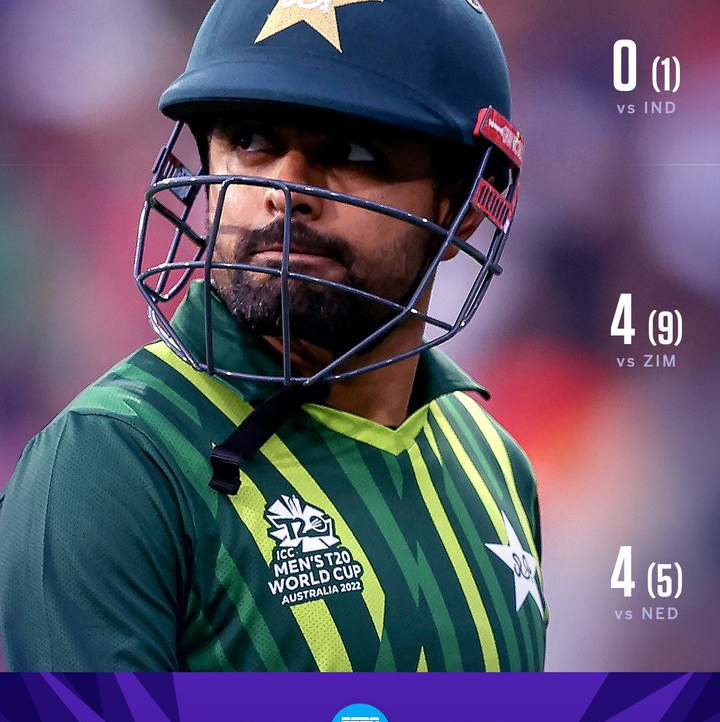 0 (1)
vs IND
4 (9)
vs ZIM
4 (5)
vs NED
T20
ICC
MEN'S T20
WORLD CUP
AUSTRALIA 2022